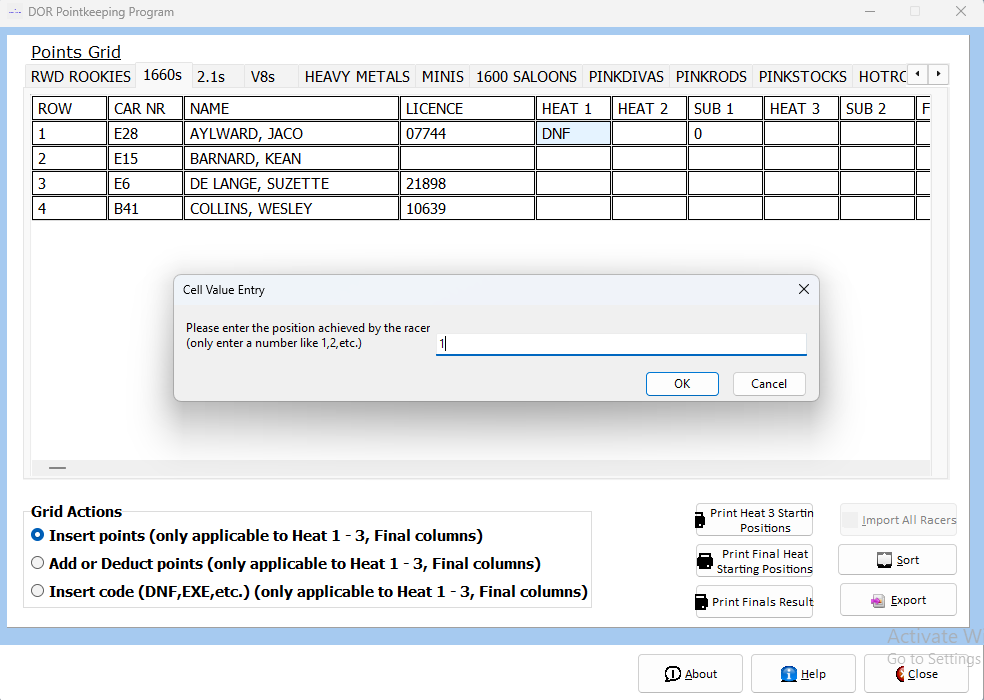 DOR Pointkeeping Program
Points Grid
RWD ROOKIES 1660s 2.1s V8s HEAVY METALS MINIS 1600 SALOONS PINKDIVAS PINKRODS PINKSTOCKS HOTRC
ROW CAR NR NAME LICENCE HEAT 1 HEAT 2 SUB 1 HEAT 3 SUB 2 F
1 E28 AYLWARD, JACO 07744 DNF 0
2 E15 BARNARD, KEAN
3 E6 DE LANGE, SUZETTE 21898
4 B41 COLLINS, WESLEY 10639
Cell Value Entry
Please enter the position achieved by the racer
(only enter a number like 1,2,etc.)
1
OK Cancel
Grid Actions
Insert points (only applicable to Heat 1 - 3, Final columns)
Add or Deduct points (only applicable to Heat 1 - 3, Final columns)
Insert code (DNF,EXE,etc.) (only applicable to Heat 1 - 3, Final columns)
Print Heat 3 Startin
Positions
Print Final Heat
Starting Positions
Print Finals Result
Import All Racers
Sort
Export
Activate W
Go to Settings
About Help Close